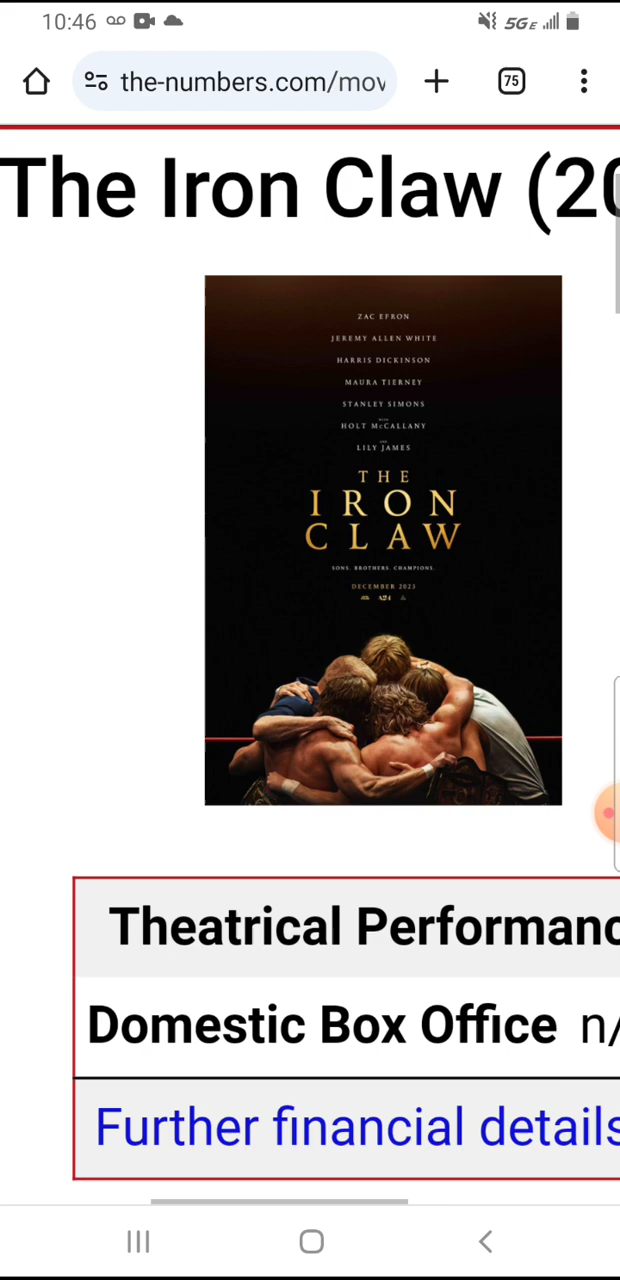 10:46
5GE
the-numbers.com/mov
75
The Iron Claw (20
ZAC EFRON
JEREMY ALLEN WHITE
HARRIS DICKINSON
MAURA TIERNEY
STANLEY SIMONS
HOLT McCALLANY
LILY JAMES
THE
IRON
CLAW
SONS. BROTHERS. CHAMPIONS.
DECEMBER 2023
Theatrical Performanc
Domestic Box Office n/
Further financial details